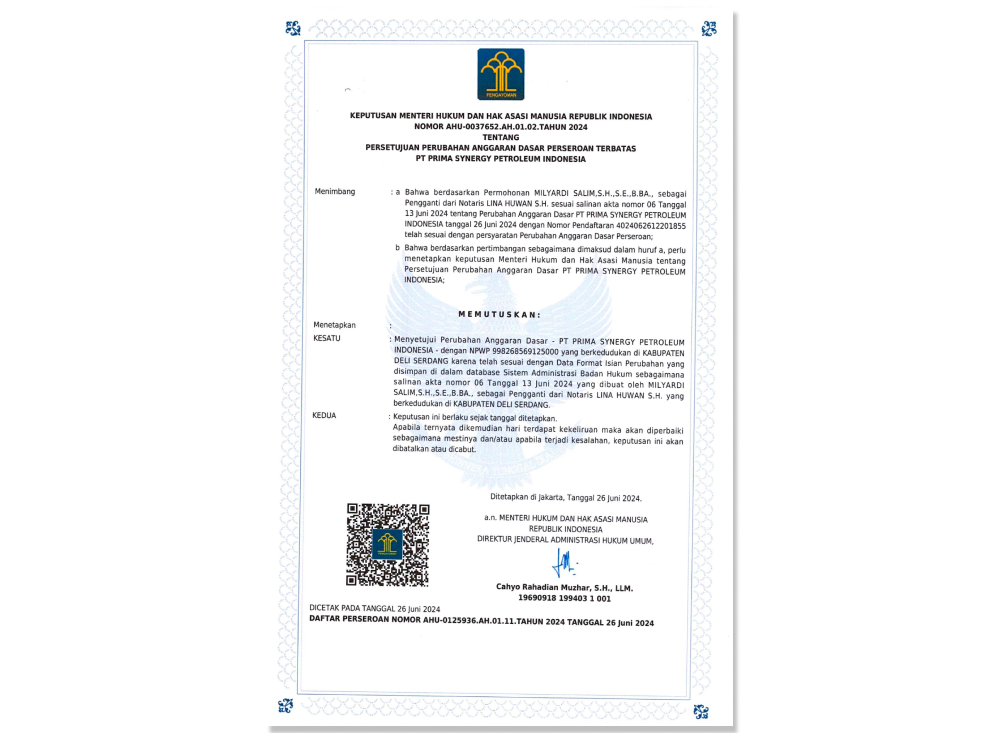 PENGAYOMAN
KEPUTUSAN MENTERI HUKUM DAN HAK ASASI MANUSIA REPUBLIK INDONESIA
NOMOR AHU-0037652.AH.01.02.TAHUN 2024
TENTANG
PERSETUJUAN PERUBAHAN ANGGARAN DASAR PERSEROAN TERBATAS
PT PRIMA SYNERGY PETROLEUM INDONESIA
Menimbang : a Bahwa berdasarkan Permohonan MILYARDI SALIM,S.H.,S.E.,B.BA., sebagai
Pengganti dari Notaris LINA HUWAN S.H. sesuai salinan akta nomor 06 Tanggal
13 Juni 2024 tentang Perubahan Anggaran Dasar PT PRIMA SYNERGY PETROLEUM
INDONESIA tanggal 26 Juni 2024 dengan Nomor Pendaftaran 4024062612201855
telah sesuai dengan persyaratan Perubahan Anggaran Dasar Perseroan;
b Bahwa berdasarkan pertimbangan sebagaimana dimaksud dalam huruf a, perlu
menetapkan keputusan Menteri Hukum dan Hak Asasi Manusia tentang
Persetujuan Perubahan Anggaran Dasar PT PRIMA SYNERGY PETROLEUM
INDONESIA;
M E M U T U S K A N :
Menetapkan :
KESATU : Menyetujui Perubahan Anggaran Dasar - PT PRIMA SYNERGY PETROLEUM
INDONESIA - dengan NPWP 998268569125000 yang berkedudukan di KABUPATEN
DELI SERDANG karena telah sesuai dengan Data Format Isian Perubahan yang
disimpan di dalam database Sistem Administrasi Badan Hukum sebagaimana
salinan akta nomor 06 Tanggal 13 Juni 2024 yang dibuat oleh MILYARDI
SALIM,S.H.,S.E.,B.BA., sebagai Pengganti dari Notaris LINA HUWAN S.H. yang
berkedudukan di KABUPATEN DELI SERDANG.
KEDUA : Keputusan ini berlaku sejak tanggal ditetapkan.
Apabila ternyata dikemudian hari terdapat kekeliruan maka akan diperbaiki
sebagaimana mestinya dan/atau apabila terjadi kesalahan, keputusan ini akan
dibatalkan atau dicabut.
Ditetapkan di Jakarta, Tanggal 26 Juni 2024.
a.n. MENTERI HUKUM DAN HAK ASASI MANUSIA
REPUBLIK INDONESIA
DIREKTUR JENDERAL ADMINISTRASI HUKUM UMUM,
Cahyo Rahadian Muzhar, S.H., LLM.
19690918 199403 1 001
DICETAK PADA TANGGAL 26 Juni 2024
DAFTAR PERSEROAN NOMOR AHU-0125936.AH.01.11.TAHUN 2024 TANGGAL 26 Juni 2024